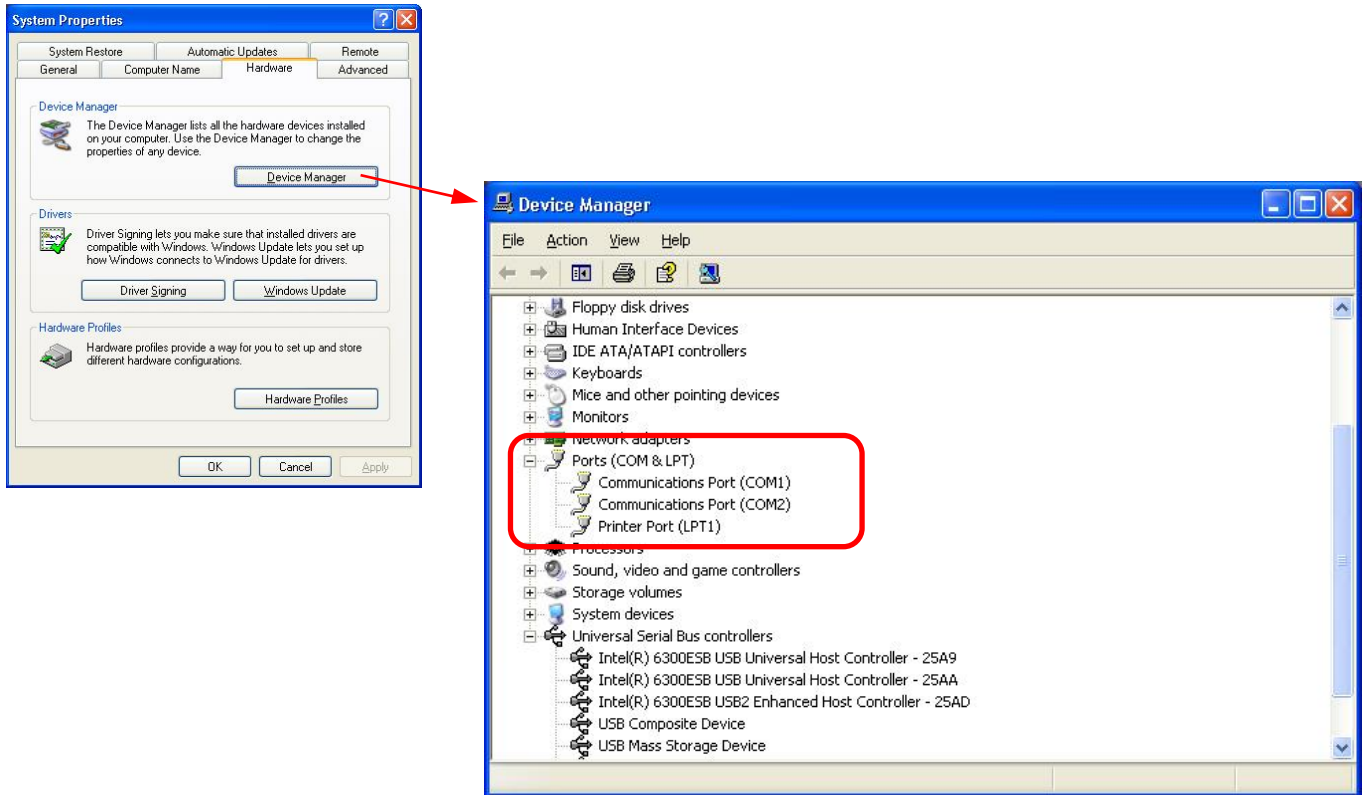 System Properties
System Restore Automatic Updates Remote
General Computer Name Hardware Advanced
Device Manager
The Device Manager lists all the hardware devices installed
on your computer. Use the Device Manager to change the
properties of any device.
Device Manager
Drivers
Driver Signing lets you make sure that installed drivers are
compatible with Windows. Windows Update lets you set up
how Windows connects to Windows Update for drivers.
Driver Signing Windows Update
Hardware Profiles
Hardware profiles provide a way for you to set up and store
different hardware configurations.
Hardware Profiles
OK Cancel Apply
Device Manager
File Action View Help
Floppy disk drives
Human Interface Devices
IDE ATA/ATAPI controllers
Keyboards
Mice and other pointing devices
Monitors
Network adapters
Ports (COM & LPT)
Communications Port (COM1)
Communications Port (COM2)
Printer Port (LPT1)
Processors
Sound, video and game controllers
Storage volumes
System devices
Universal Serial Bus controllers
Intel(R) 6300ESB USB Universal Host Controller - 25A9
Intel(R) 6300ESB USB Universal Host Controller - 25AA
Intel(R) 6300ESB USB2 Enhanced Host Controller - 25AD
USB Composite Device
USB Mass Storage Device